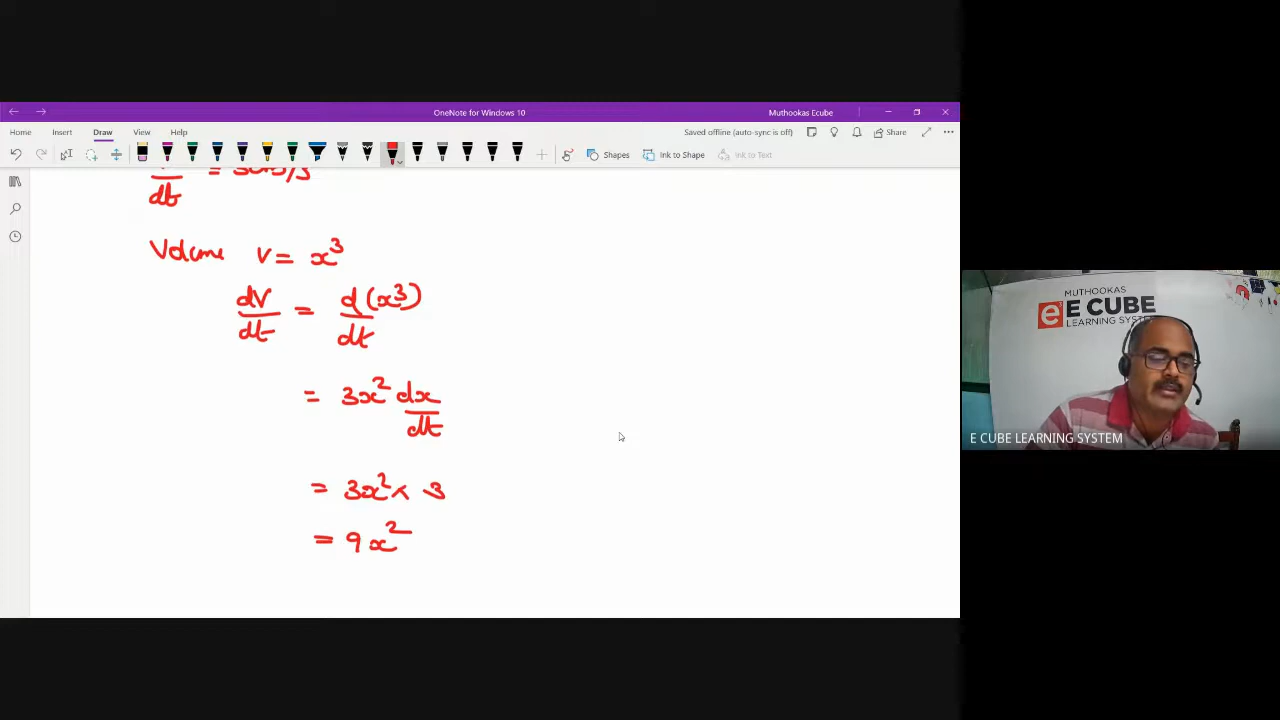 OneNote for Windows 10
Muthookas Ecube
Home Insert Draw View Help
Saved offline (auto-sync is off) Share
Shapes Ink to Shape Ink to Text
dt =
Volume V = x³
dV/dt = d(x³)/dt
= 3x² dx/dt
= 3x² × 3
= 9x²
MUTHOOKAS
e E CUBE
LEARNING SYSTEM
E CUBE LEARNING SYSTEM